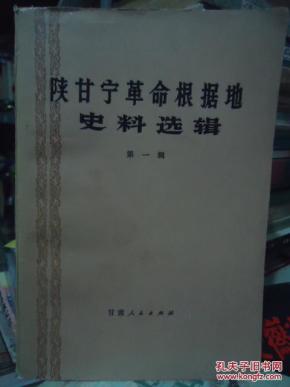 陕甘宁革命根据地
史料选辑
第一辑
甘肃人民出版社
孔夫子旧书网